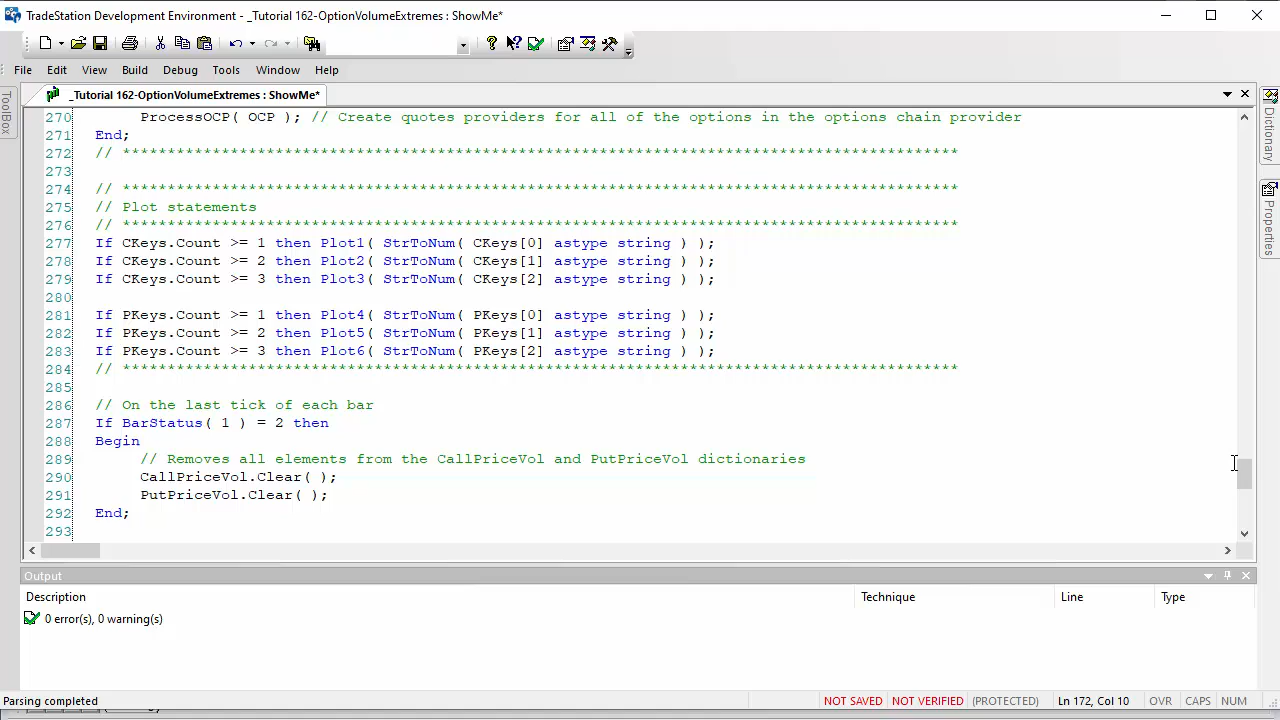 TradeStation Development Environment - _Tutorial 162-OptionVolumeExtremes : ShowMe*
File Edit View Build Debug Tools Window Help
ToolBox
_Tutorial 162-OptionVolumeExtremes : ShowMe*
270 ProcessOCP( OCP ); // Create quotes providers for all of the options in the options chain provider
271 End;
272 // *********************************************************************************************
273
274 // *********************************************************************************************
275 // Plot statements
276 // *********************************************************************************************
277 If CKeys.Count >= 1 then Plot1( StrToNum( CKeys[0] astype string ) );
278 If CKeys.Count >= 2 then Plot2( StrToNum( CKeys[1] astype string ) );
279 If CKeys.Count >= 3 then Plot3( StrToNum( CKeys[2] astype string ) );
280
281 If PKeys.Count >= 1 then Plot4( StrToNum( PKeys[0] astype string ) );
282 If PKeys.Count >= 2 then Plot5( StrToNum( PKeys[1] astype string ) );
283 If PKeys.Count >= 3 then Plot6( StrToNum( PKeys[2] astype string ) );
284 // *********************************************************************************************
285
286 // On the last tick of each bar
287 If BarStatus( 1 ) = 2 then
288 Begin
289 // Removes all elements from the CallPriceVol and PutPriceVol dictionaries
290 CallPriceVol.Clear( );
291 PutPriceVol.Clear( );
292 End;
293
Dictionary
Properties
Output
Description Technique Line Type
0 error(s), 0 warning(s)
Parsing completed NOT SAVED NOT VERIFIED (PROTECTED) Ln 172, Col 10 OVR CAPS NUM